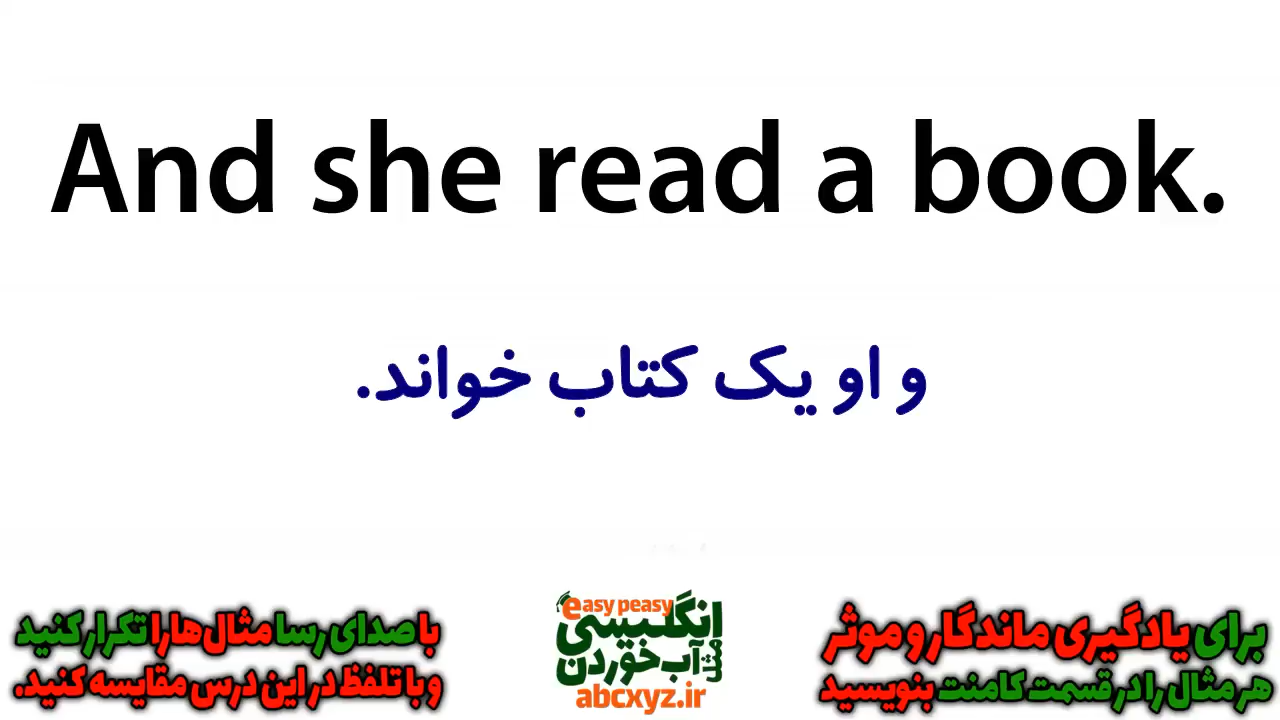 And she read a book.
و او یک کتاب خواند.
با صدای رسا مثال‌ها را تکرار کنید
و با تلفظ در این درس مقایسه کنید.
easy peasy
انگلیسی
مثل آب خوردن
abcxyz.ir
برای یادگیری ماندگار و موثر
هر مثال را در قسمت کامنت بنویسید